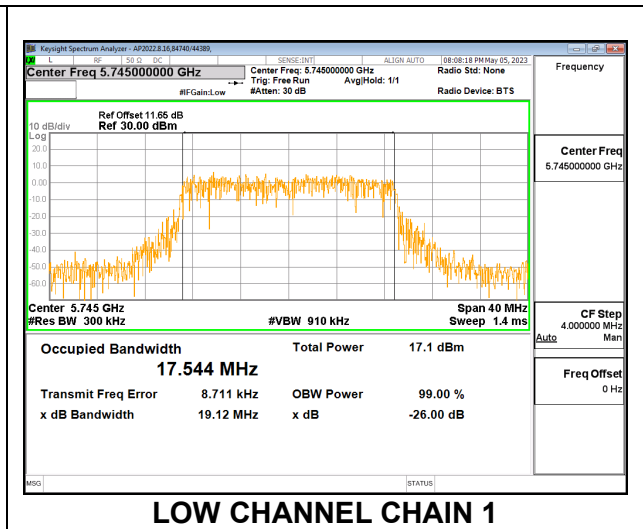 Keysight Spectrum Analyzer - AP2022.8.16,84740/44389,
L RF 50 Ω DC SENSE:INT ALIGN AUTO 08:08:18 PM May 05, 2023
Center Freq 5.745000000 GHz
Center Freq: 5.745000000 GHz
Radio Std: None
Trig: Free Run Avg|Hold: 1/1
#IFGain:Low #Atten: 30 dB Radio Device: BTS
Frequency
Ref Offset 11.65 dB
10 dB/div Ref 30.00 dBm
Log
20.0
10.0
0.00
-10.0
-20.0
-30.0
-40.0
-50.0
-60.0
Center 5.745 GHz Span 40 MHz
#Res BW 300 kHz #VBW 910 kHz Sweep 1.4 ms
Center Freq
5.745000000 GHz
CF Step
4.000000 MHz
Auto Man
Freq Offset
0 Hz
Occupied Bandwidth Total Power 17.1 dBm
17.544 MHz
Transmit Freq Error 8.711 kHz OBW Power 99.00 %
x dB Bandwidth 19.12 MHz x dB -26.00 dB
MSG STATUS
LOW CHANNEL CHAIN 1